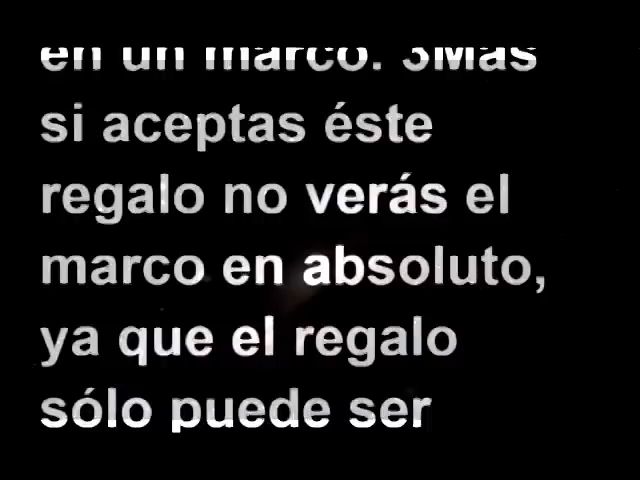 en un marco. 3Mas
si aceptas éste
regalo no verás el
marco en absoluto,
ya que el regalo
sólo puede ser